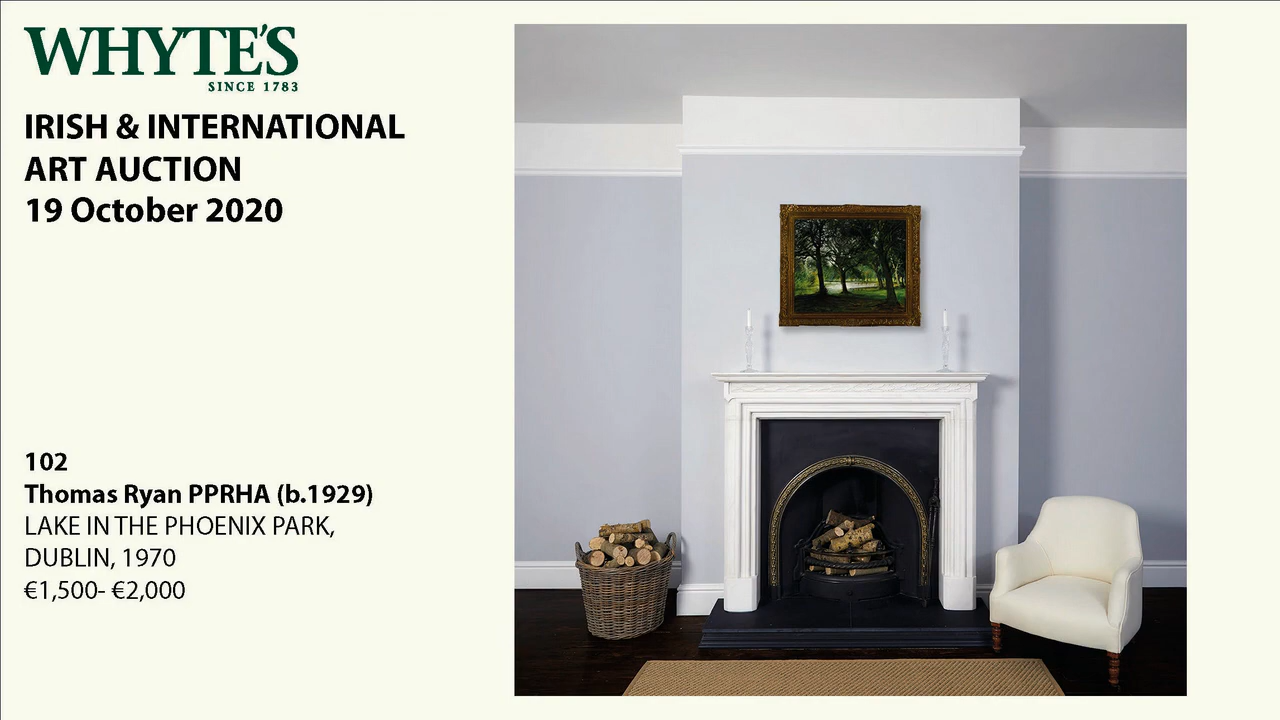 WHYTE'S
SINCE 1783
IRISH & INTERNATIONAL
ART AUCTION
19 October 2020
102
Thomas Ryan PPRHA (b.1929)
LAKE IN THE PHOENIX PARK,
DUBLIN, 1970
€1,500- €2,000